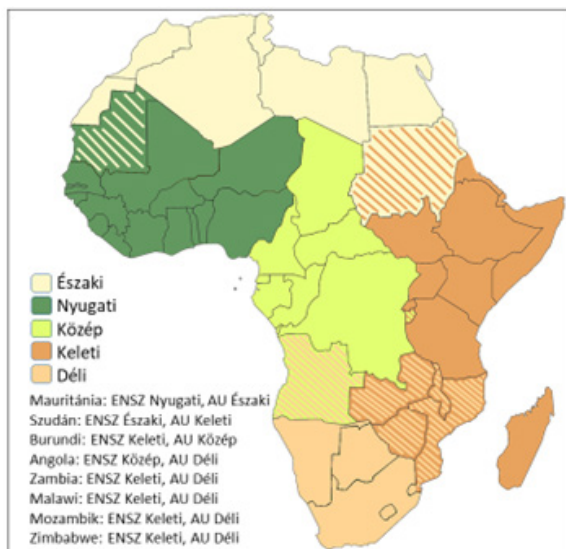 Északi
Nyugati
Közép
Keleti
Déli
Mauritánia: ENSZ Nyugati, AU Északi
Szudán: ENSZ Északi, AU Keleti
Burundi: ENSZ Keleti, AU Közép
Angola: ENSZ Közép, AU Déli
Zambia: ENSZ Keleti, AU Déli
Malawi: ENSZ Keleti, AU Déli
Mozambik: ENSZ Keleti, AU Déli
Zimbabwe: ENSZ Keleti, AU Déli